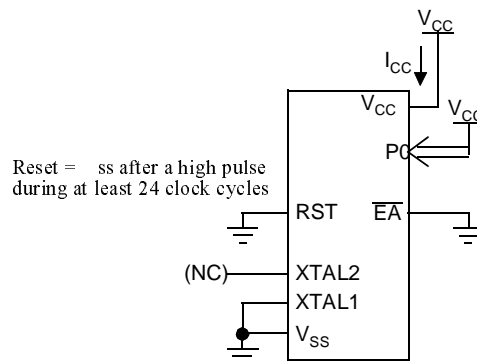 VCC
ICC
VCC
VCC
P0
Reset = ss after a high pulse
during at least 24 clock cycles
RST
EA
(NC)
XTAL2
XTAL1
VSS